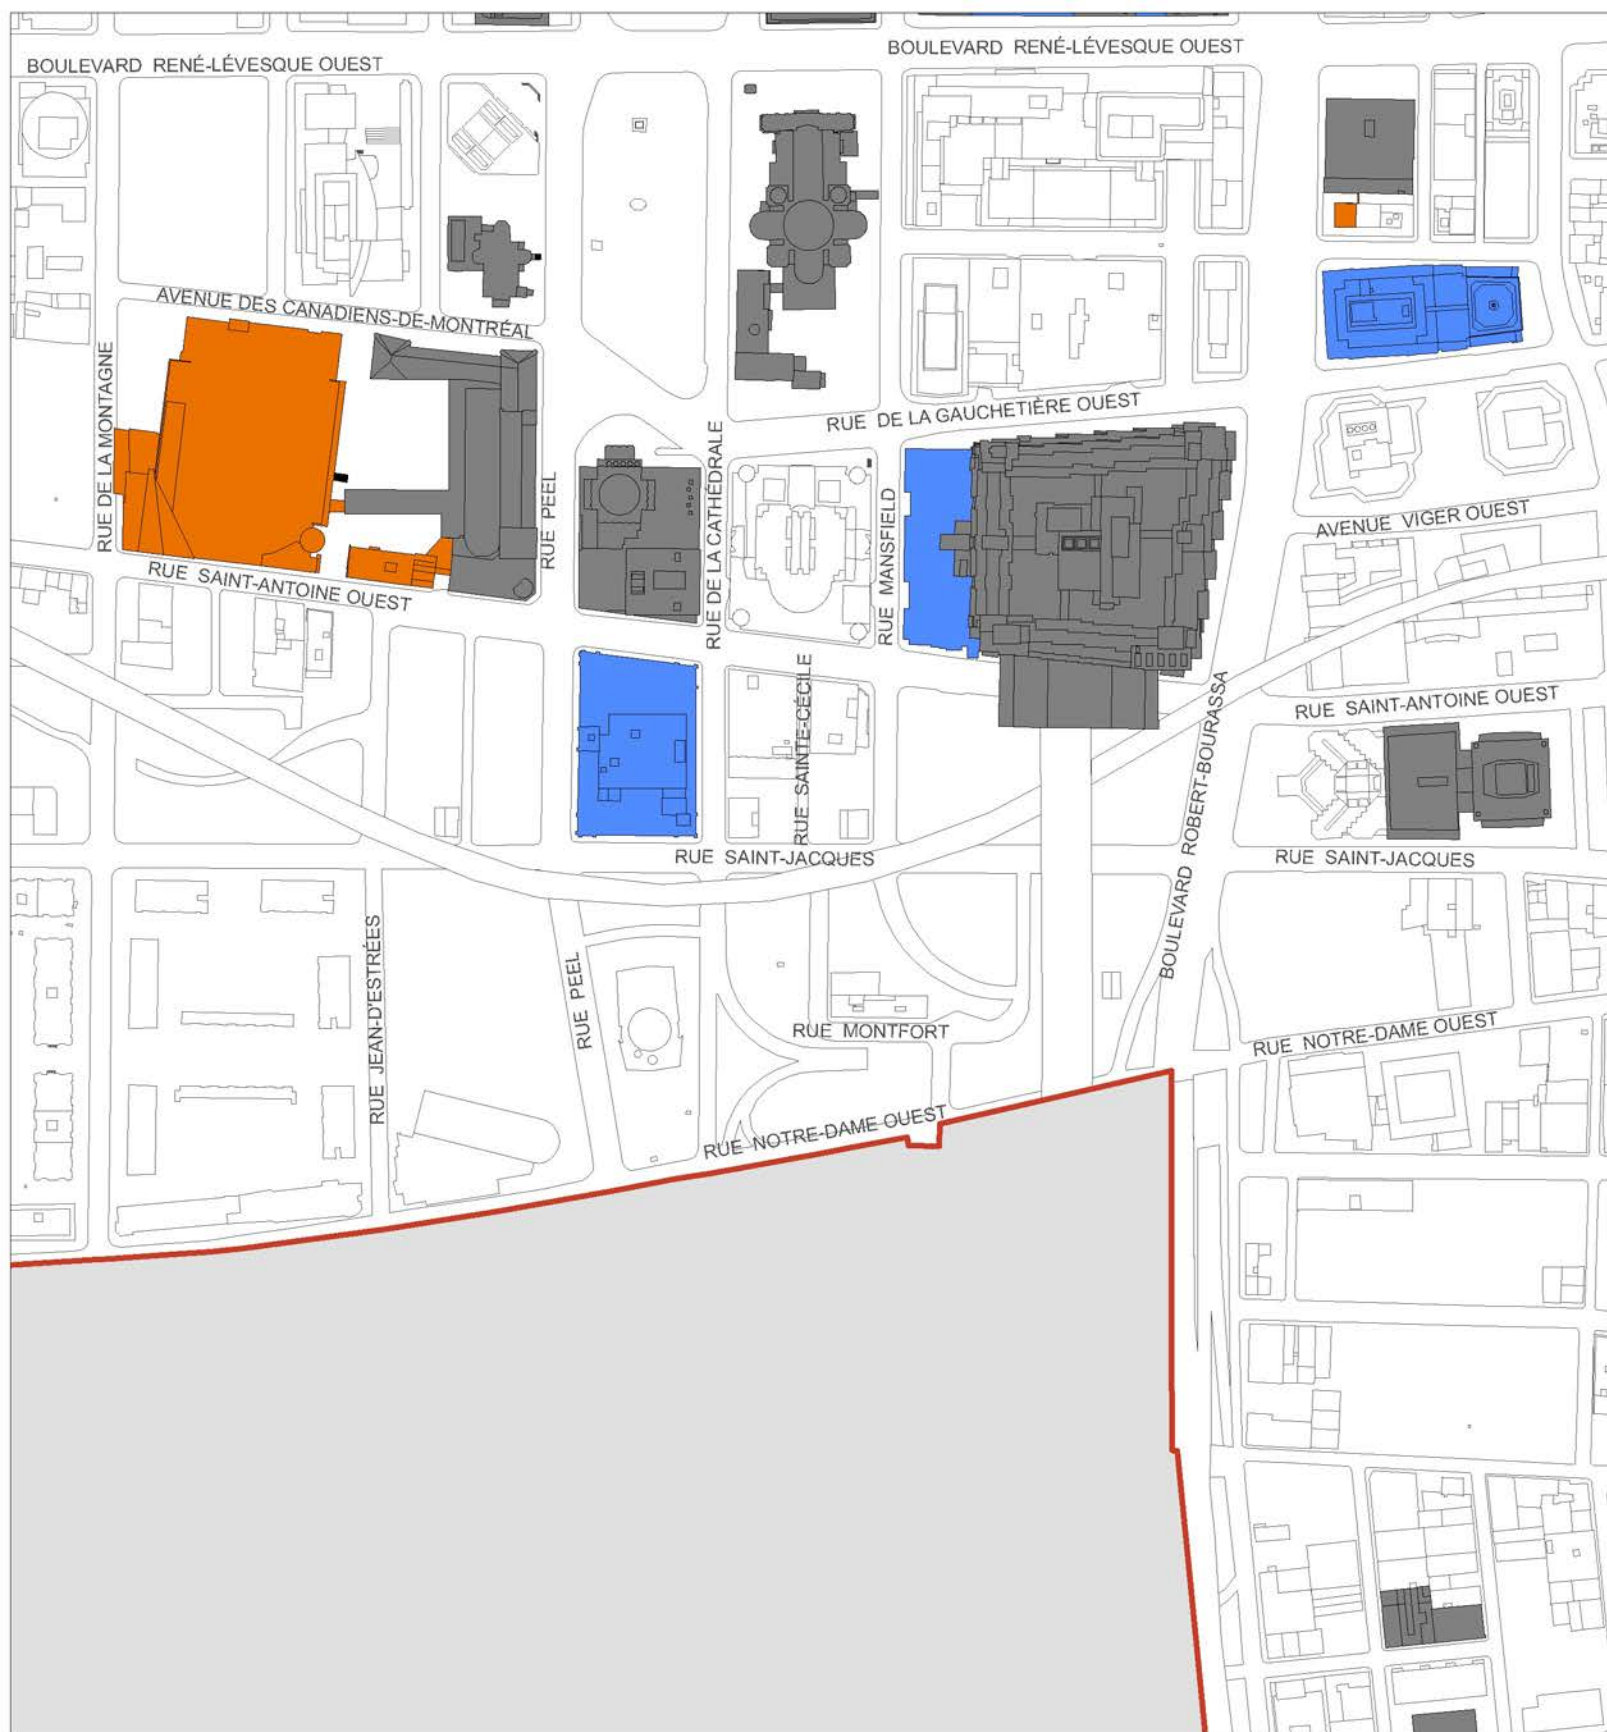 BOULEVARD RENÉ-LÉVESQUE OUEST
BOULEVARD RENÉ-LÉVESQUE OUEST
AVENUE DES CANADIENS-DE-MONTRÉAL
RUE DE LA MONTAGNE
RUE DE LA GAUCHETIÈRE OUEST
RUE PEEL
RUE DE LA CATHÉDRALE
RUE MANSFIELD
AVENUE VIGER OUEST
RUE SAINT-ANTOINE OUEST
RUE SAINTE-CÉCILE
BOULEVARD ROBERT-BOURASSA
RUE SAINT-ANTOINE OUEST
RUE SAINT-JACQUES
RUE SAINT-JACQUES
RUE JEAN-D'ESTRÉES
RUE PEEL
RUE MONTFORT
RUE NOTRE-DAME OUEST
RUE NOTRE-DAME OUEST